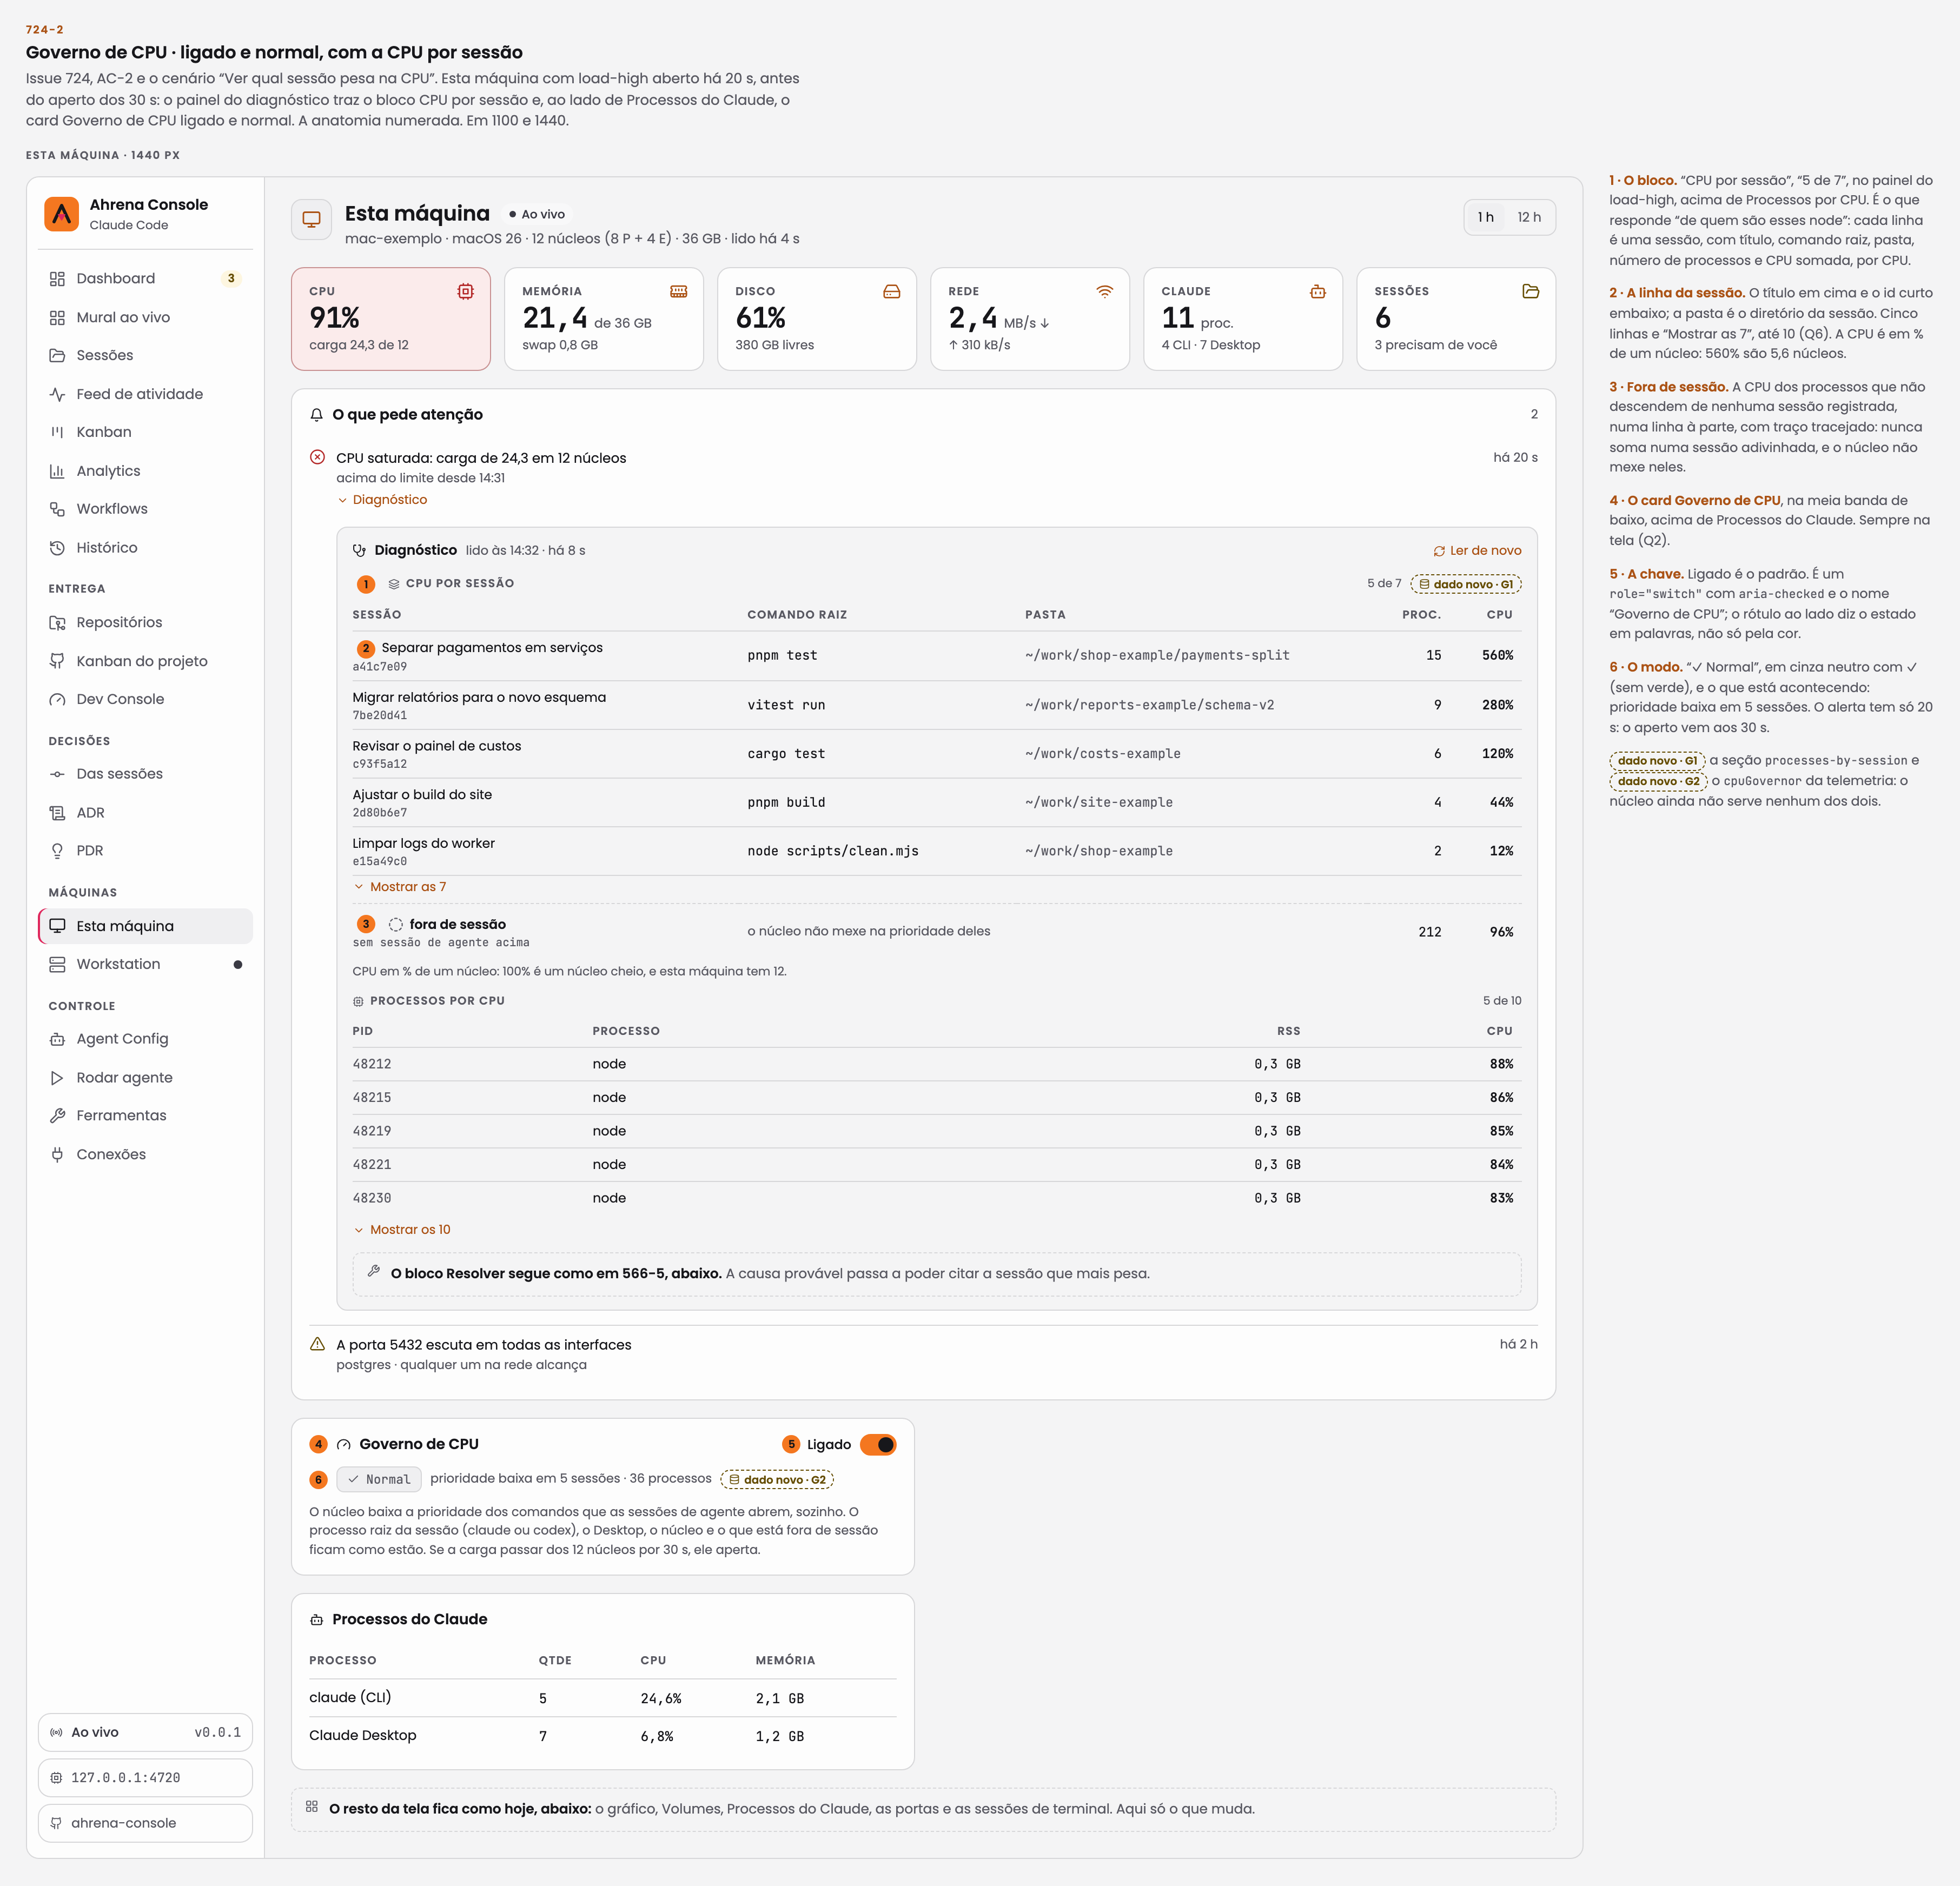 724-2
Governo de CPU · ligado e normal, com a CPU por sessão
Issue 724, AC-2 e o cenário “Ver qual sessão pesa na CPU”. Esta máquina com load-high aberto há 20 s, antes
do aperto dos 30 s: o painel do diagnóstico traz o bloco CPU por sessão e, ao lado de Processos do Claude, o
card Governo de CPU ligado e normal. A anatomia numerada. Em 1100 e 1440.
ESTA MÁQUINA · 1440 PX
Ahrena Console
Claude Code
Dashboard 3
Mural ao vivo
Sessões
Feed de atividade
Kanban
Analytics
Workflows
Histórico
ENTREGA
Repositórios
Kanban do projeto
Dev Console
DECISÕES
Das sessões
ADR
PDR
MÁQUINAS
Esta máquina
Workstation
CONTROLE
Agent Config
Rodar agente
Ferramentas
Conexões
Ao vivo v0.0.1
127.0.0.1:4720
ahrena-console
Esta máquina Ao vivo
mac-exemplo · macOS 26 · 12 núcleos (8 P + 4 E) · 36 GB · lido há 4 s
1 h 12 h
CPU
91%
carga 24,3 de 12
MEMÓRIA
21,4 de 36 GB
swap 0,8 GB
DISCO
61%
380 GB livres
REDE
2,4 MB/s ↓
↑ 310 kB/s
CLAUDE
11 proc.
4 CLI · 7 Desktop
SESSÕES
6
3 precisam de você
O que pede atenção 2
CPU saturada: carga de 24,3 em 12 núcleos há 20 s
acima do limite desde 14:31
Diagnóstico
Diagnóstico lido às 14:32 · há 8 s Ler de novo
1 CPU POR SESSÃO 5 de 7 dado novo · G1
SESSÃO COMANDO RAIZ PASTA PROC. CPU
2 Separar pagamentos em serviços
a41c7e09 pnpm test ~/work/shop-example/payments-split 15 560%
Migrar relatórios para o novo esquema
7be20d41 vitest run ~/work/reports-example/schema-v2 9 280%
Revisar o painel de custos
c93f5a12 cargo test ~/work/costs-example 6 120%
Ajustar o build do site
2d80b6e7 pnpm build ~/work/site-example 4 44%
Limpar logs do worker
e15a49c0 node scripts/clean.mjs ~/work/shop-example 2 12%
Mostrar as 7
3 fora de sessão
sem sessão de agente acima o núcleo não mexe na prioridade deles 212 96%
CPU em % de um núcleo: 100% é um núcleo cheio, e esta máquina tem 12.
PROCESSOS POR CPU 5 de 10
PID PROCESSO RSS CPU
48212 node 0,3 GB 88%
48215 node 0,3 GB 86%
48219 node 0,3 GB 85%
48221 node 0,3 GB 84%
48230 node 0,3 GB 83%
Mostrar os 10
O bloco Resolver segue como em 566-5, abaixo. A causa provável passa a poder citar a sessão que mais pesa.
A porta 5432 escuta em todas as interfaces há 2 h
postgres · qualquer um na rede alcança
4 Governo de CPU 5 Ligado
6 ✓ Normal prioridade baixa em 5 sessões · 36 processos dado novo · G2
O núcleo baixa a prioridade dos comandos que as sessões de agente abrem, sozinho. O
processo raiz da sessão (claude ou codex), o Desktop, o núcleo e o que está fora de sessão
ficam como estão. Se a carga passar dos 12 núcleos por 30 s, ele aperta.
Processos do Claude
PROCESSO QTDE CPU MEMÓRIA
claude (CLI) 5 24,6% 2,1 GB
Claude Desktop 7 6,8% 1,2 GB
O resto da tela fica como hoje, abaixo: o gráfico, Volumes, Processos do Claude, as portas e as sessões de terminal. Aqui só o que muda.
1 · O bloco. “CPU por sessão”, “5 de 7”, no painel do
load-high, acima de Processos por CPU. É o que
responde “de quem são esses node”: cada linha
é uma sessão, com título, comando raiz, pasta,
número de processos e CPU somada, por CPU.
2 · A linha da sessão. O título em cima e o id curto
embaixo; a pasta é o diretório da sessão. Cinco
linhas e “Mostrar as 7”, até 10 (Q6). A CPU é em %
de um núcleo: 560% são 5,6 núcleos.
3 · Fora de sessão. A CPU dos processos que não
descendem de nenhuma sessão registrada,
numa linha à parte, com traço tracejado: nunca
soma numa sessão adivinhada, e o núcleo não
mexe neles.
4 · O card Governo de CPU, na meia banda de
baixo, acima de Processos do Claude. Sempre na
tela (Q2).
5 · A chave. Ligado é o padrão. É um
role="switch" com aria-checked e o nome
“Governo de CPU”; o rótulo ao lado diz o estado
em palavras, não só pela cor.
6 · O modo. “✓ Normal”, em cinza neutro com ✓
(sem verde), e o que está acontecendo:
prioridade baixa em 5 sessões. O alerta tem só 20
s: o aperto vem aos 30 s.
dado novo · G1 a seção processes-by-session e
dado novo · G2 o cpuGovernor da telemetria: o
núcleo ainda não serve nenhum dos dois.